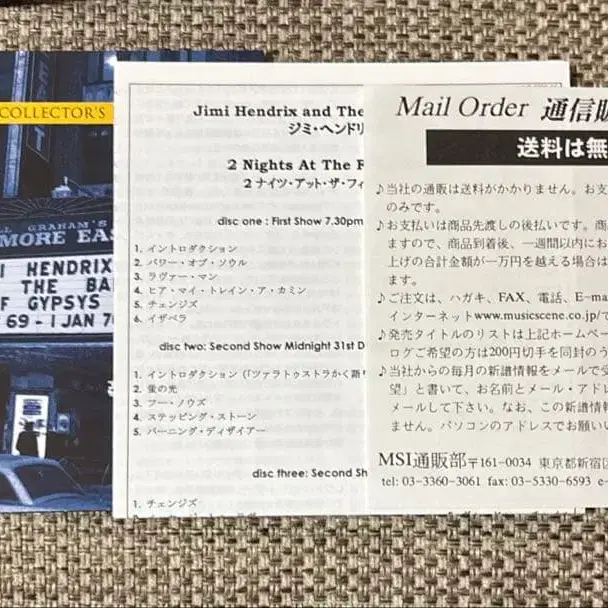 COLLECTOR'S
GRAHAM'S
MORE EAS
I HENDRIX
THE BA
F GYPSYS
69 - 1 JAN 7
Jimi Hendrix and The
ジミ・ヘンドリ
2 Nights At The F
2 ナイツ・アット・ザ・フィ
disc one : First Show 7.30pm
1. イントロダクション
2. パワー・オブ・ソウル
3. ラヴァー・マン
4. ヒア・マイ・トレイン・ア・カミン
5. チェンジズ
6. イザベラ
disc two: Second Show Midnight 31st D
1. イントロダクション(「ツァラトゥストラかく語り
2. 蛍の光
3. フー・ノウズ
4. ステッピング・ストーン
5. バーニング・ディザイアー
disc three: Second Sh
1. チェンジズ
Mail Order 通信販
送料は無
♪当社の通販は送料がかかりません。お支
のみです。
♪お支払いは商品先渡しの後払いです。商
ますので、商品到着後、一週間以内にお
上げの合計金額が一万円を越える場合は
ます。
♪ご注文は、ハガキ、FAX、電話、E-ma
インターネットwww.musicscene.co.jp/で
♪発売タイトルのリストは上記ホームペー
ログご希望の方は200円切手を同封のう
♪当社からの毎月の新譜情報をメールで受
望」と書いて、お名前とメール・アドレ
メールして下さい。なお、この新譜情報
ません。パソコンのアドレスでお願いい
MSI通販部〒161-0034 東京都新宿区
tel: 03-3360-3061 fax: 03-5330-6593 e-